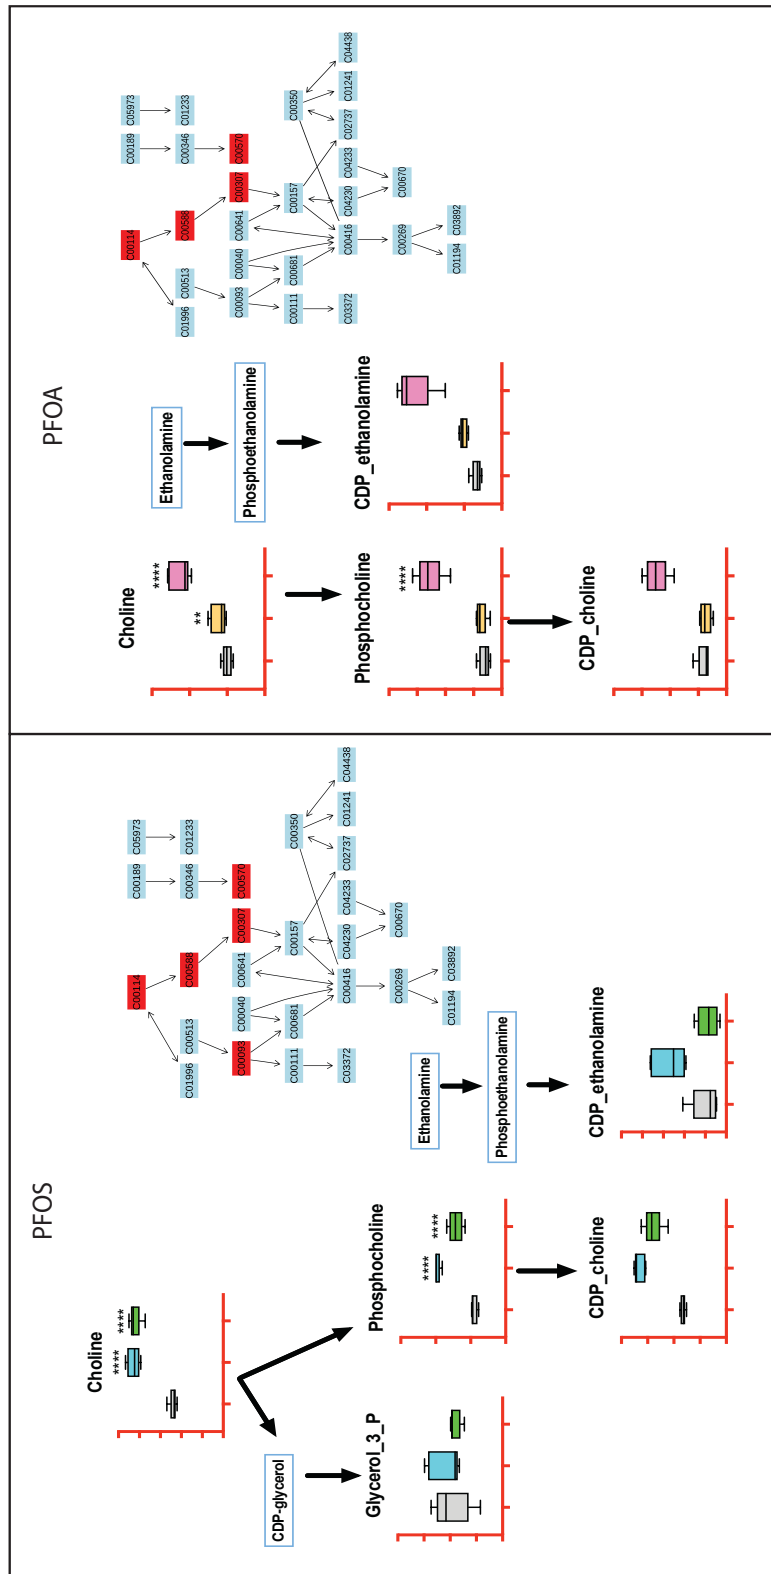 PFOS
Choline
****
****
CDP-glycerol
Glycerol_3_P
Phosphocholine
****
****
CDP_choline
Ethanolamine
Phosphoethanolamine
CDP_ethanolamine
C00114
C05973
C00189
C01996
C00513
C00588
C00346
C01233
C00093
C00040
C00641
C00307
C00570
C00111
C00681
C00157
C00350
C03372
C00416
C04230
C04233
C02737
C01241
C04438
C00269
C00670
C01194
C03892
PFOA
Choline
**
****
Phosphocholine
****
CDP_choline
Ethanolamine
Phosphoethanolamine
CDP_ethanolamine
C00114
C00189
C05973
C01996
C00513
C00588
C00346
C01233
C00093
C00040
C00641
C00307
C00570
C00111
C00681
C00157
C00350
C03372
C00416
C04230
C04233
C02737
C01241
C04438
C00269
C00670
C01194
C03892